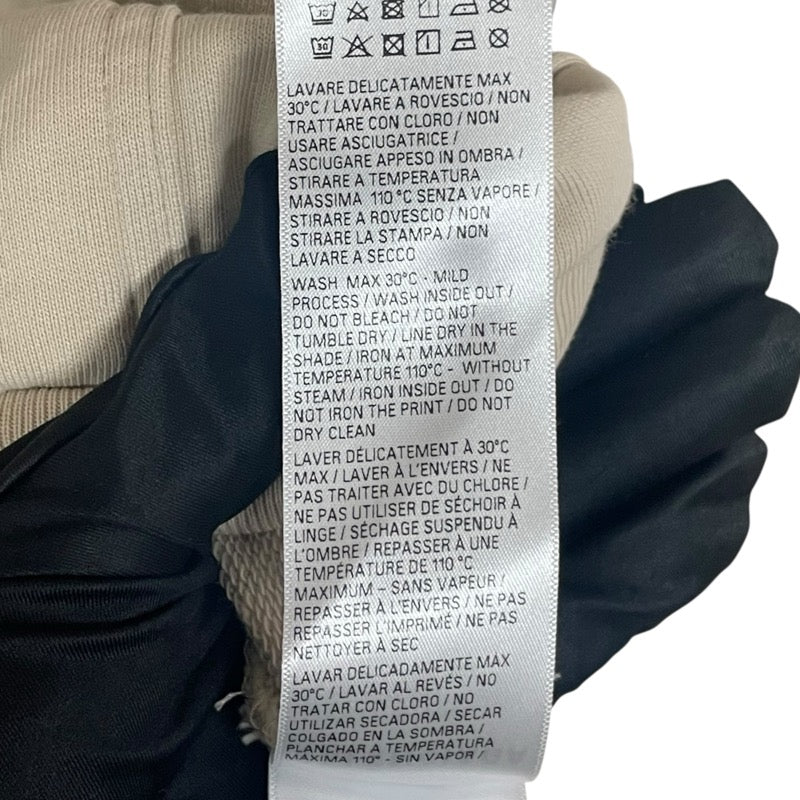 LAVARE DELICATAMENTE MAX
30°C / LAVARE A ROVESCIO / NON
TRATTARE CON CLORO / NON
USARE ASCIUGATRICE /
ASCIUGARE APPESO IN OMBRA /
STIRARE A TEMPERATURA
MASSIMA 110°C SENZA VAPORE /
STIRARE A ROVESCIO / NON
STIRARE LA STAMPA / NON
LAVARE A SECCO
WASH MAX 30°C - MILD
PROCESS / WASH INSIDE OUT /
DO NOT BLEACH / DO NOT
TUMBLE DRY / LINE DRY IN THE
SHADE / IRON AT MAXIMUM
TEMPERATURE 110°C - WITHOUT
STEAM / IRON INSIDE OUT / DO
NOT IRON THE PRINT / DO NOT
DRY CLEAN
LAVER DÉLICATEMENT À 30°C
MAX / LAVER À L'ENVERS / NE
PAS TRAITER AVEC DU CHLORE /
NE PAS UTILISER DE SÉCHOIR À
LINGE / SÉCHAGE SUSPENDU À
L'OMBRE / REPASSER À UNE
TEMPÉRATURE DE 110°C
MAXIMUM - SANS VAPEUR /
REPASSER À L'ENVERS / NE PAS
REPASSER L'IMPRIMÉ / NE PAS
NETTOYER À SEC
LAVAR DELICADAMENTE MAX
30°C / LAVAR AL REVÉS / NO
TRATAR CON CLORO / NO
UTILIZAR SECADORA / SECAR
COLGADO EN LA SOMBRA /
PLANCHAR A TEMPERATURA
MÁXIMA 110° - SIN VAPOR /